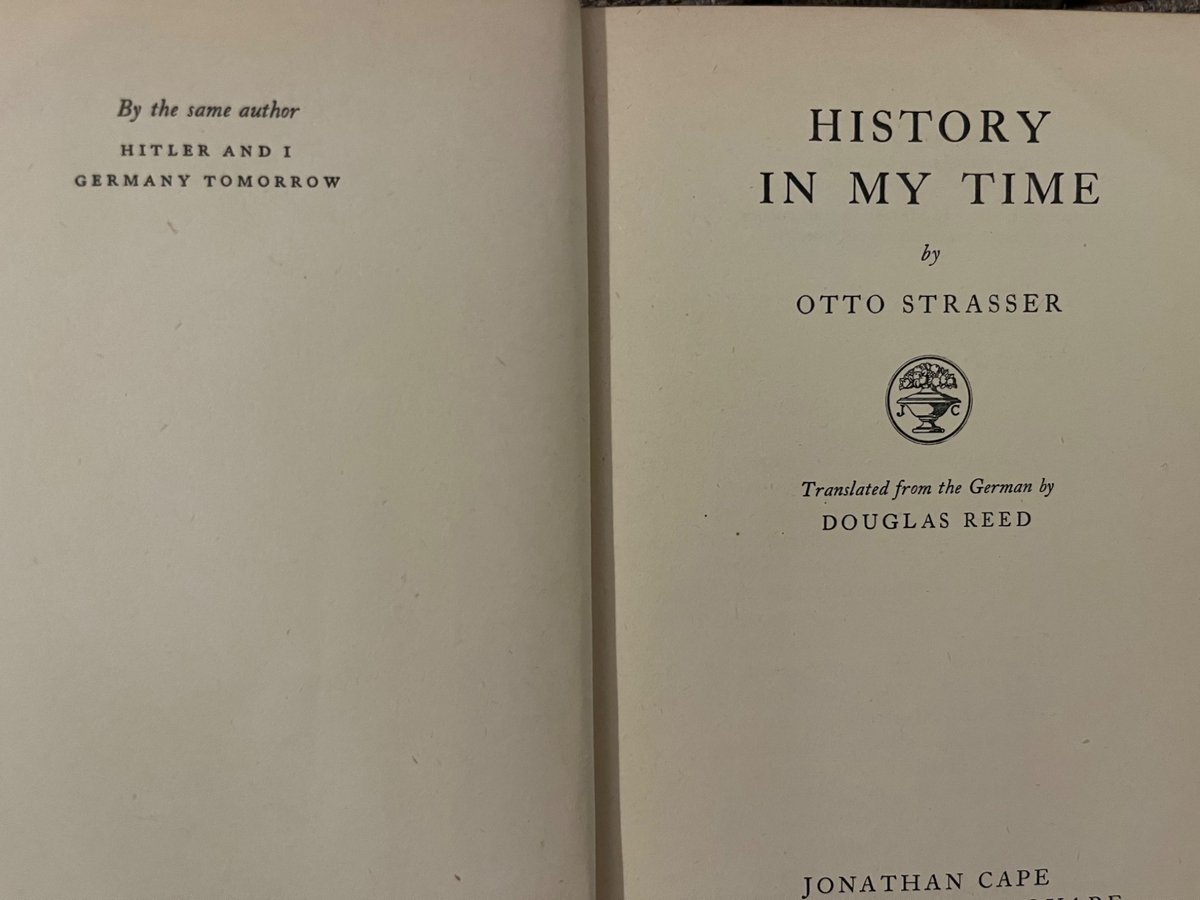 By the same author
HITLER AND I
GERMANY TOMORROW
HISTORY
IN MY TIME
by
OTTO STRASSER
J C
Translated from the German by
DOUGLAS REED
JONATHAN CAPE